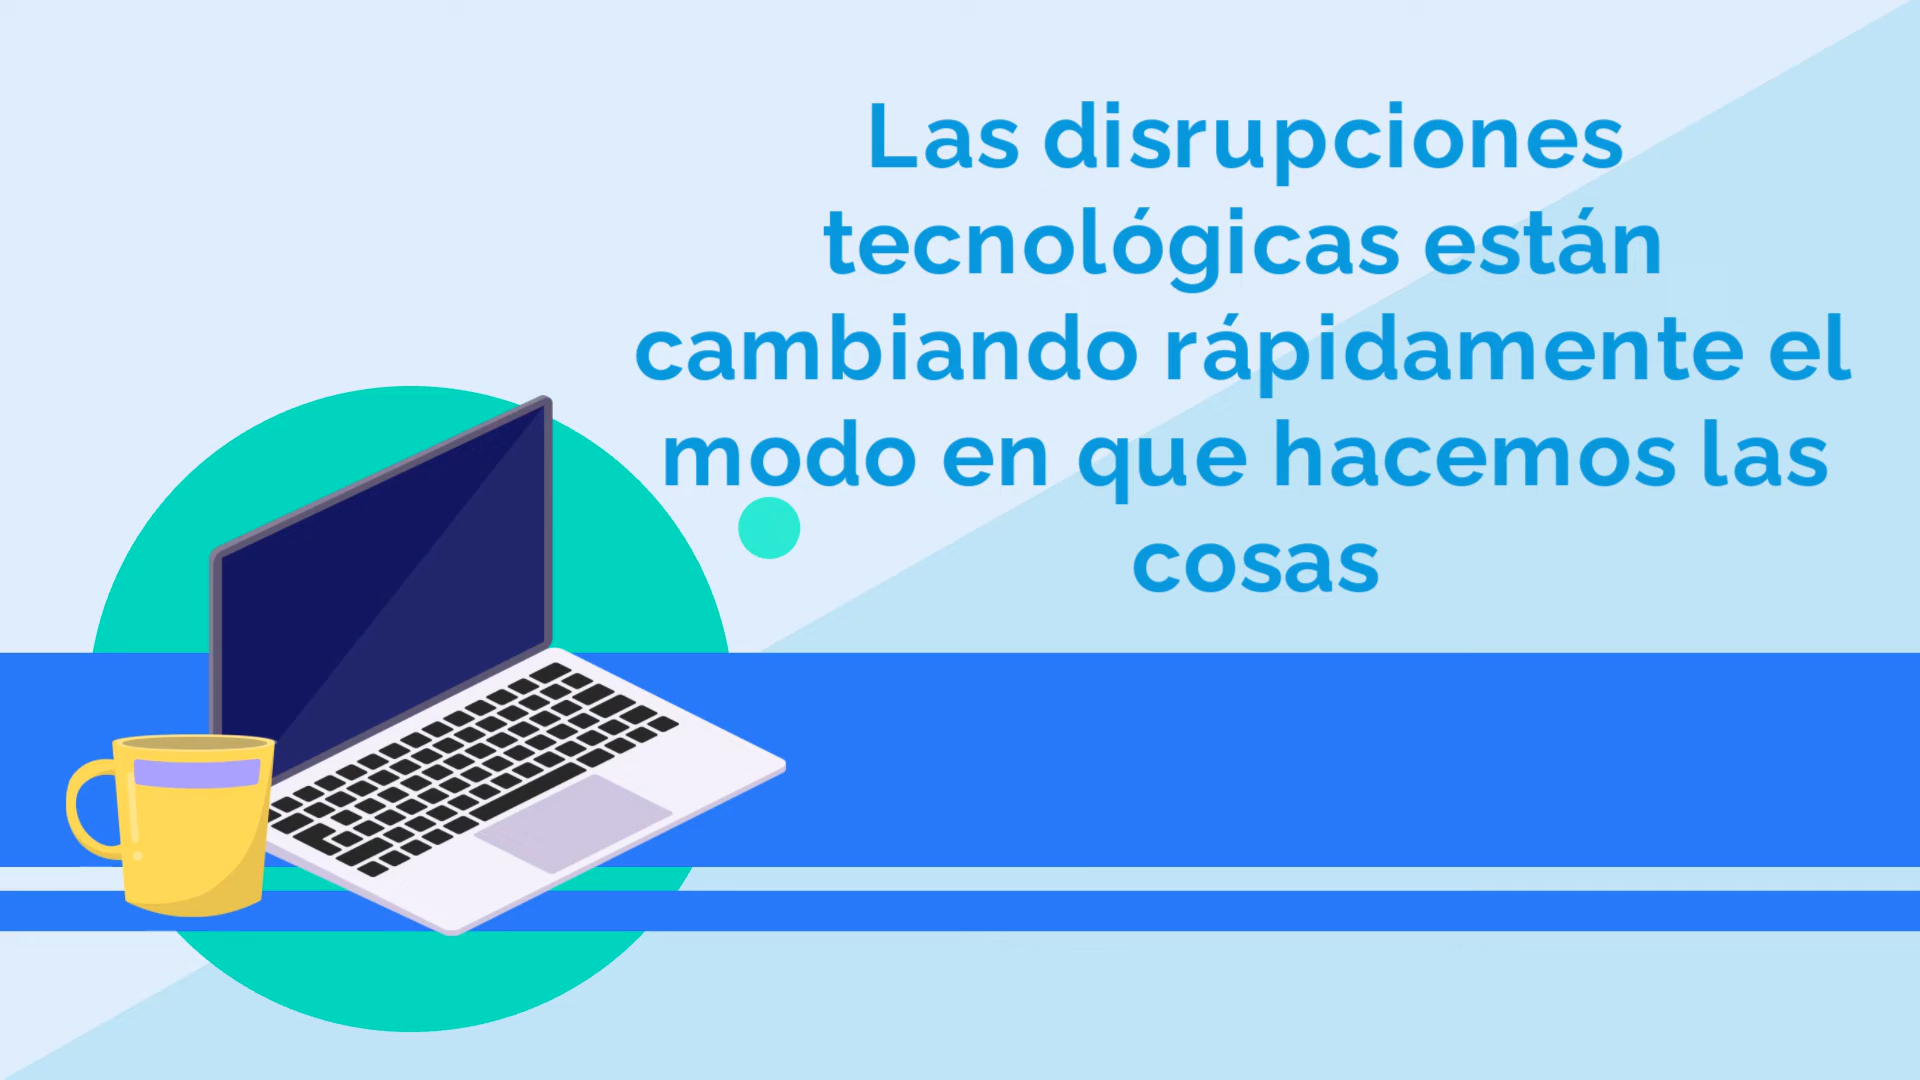 Las disrupciones
tecnológicas están
cambiando rápidamente el
modo en que hacemos las
cosas